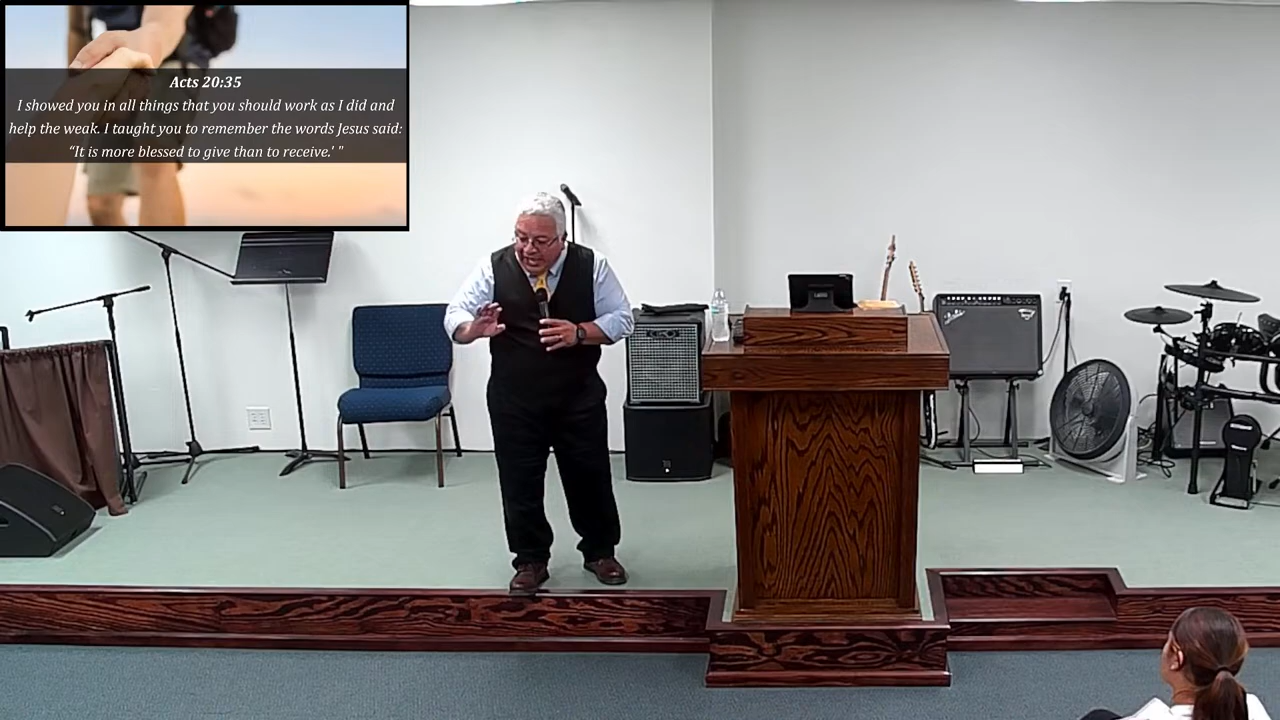 Acts 20:35
I showed you in all things that you should work as I did and
help the weak. I taught you to remember the words Jesus said:
“It is more blessed to give than to receive.' "